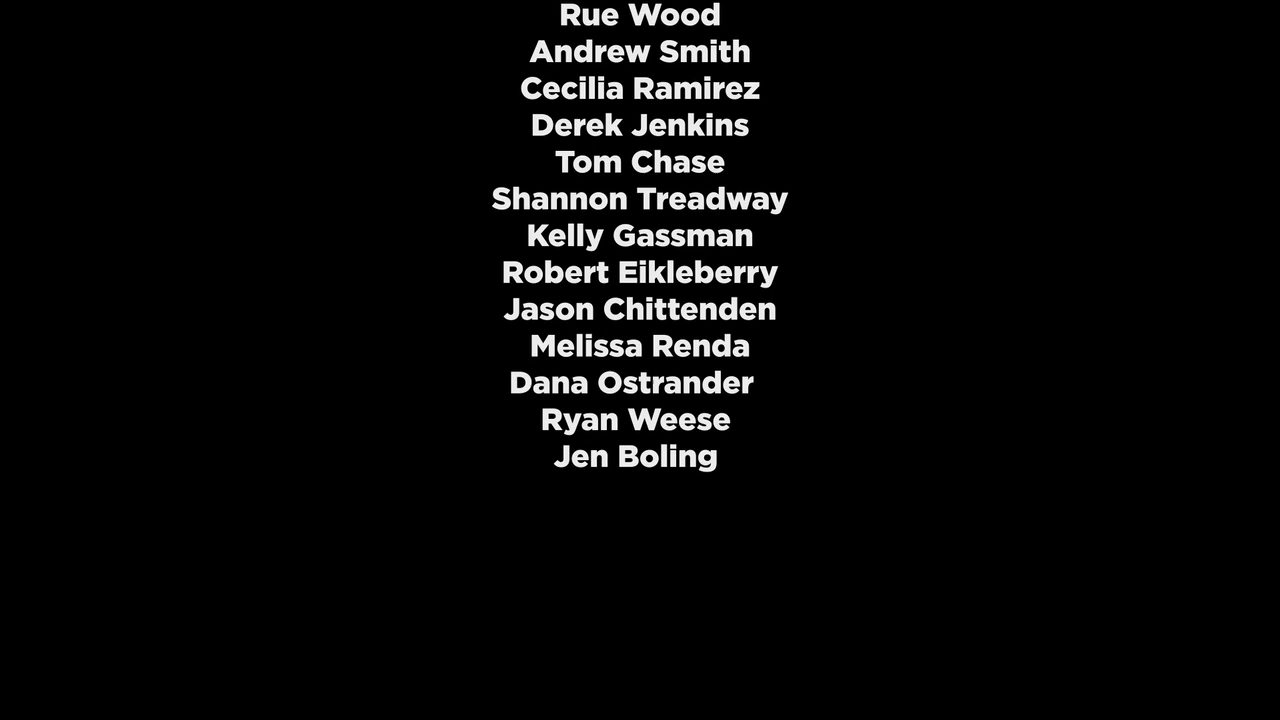 Rue Wood
Andrew Smith
Cecilia Ramirez
Derek Jenkins
Tom Chase
Shannon Treadway
Kelly Gassman
Robert Eikleberry
Jason Chittenden
Melissa Renda
Dana Ostrander
Ryan Weese
Jen Boling